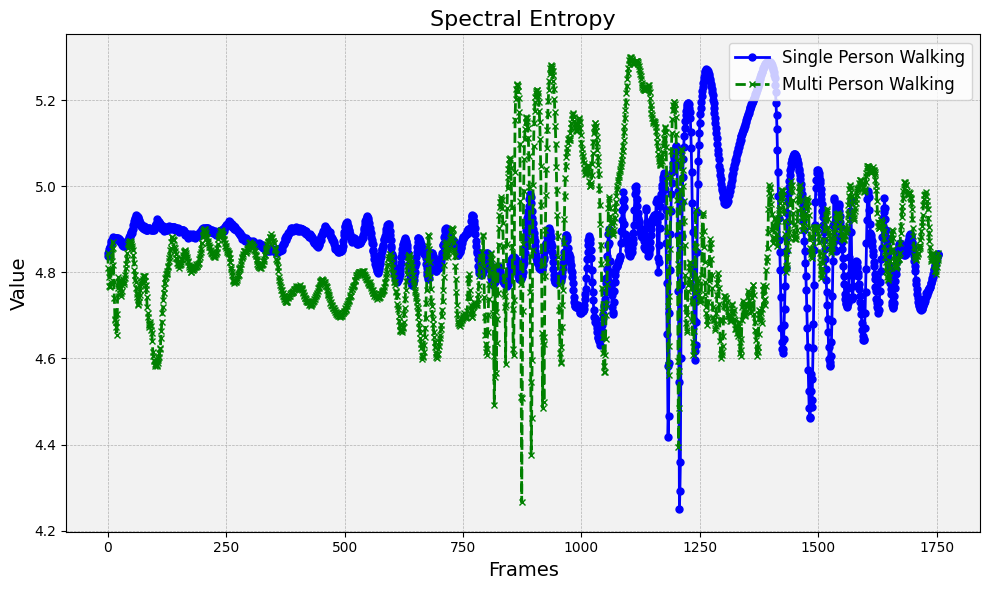 Spectral Entropy
Single Person Walking
Multi Person Walking
Value
5.2
5.0
4.8
4.6
4.4
4.2
0
250
500
750
1000
1250
1500
1750
Frames